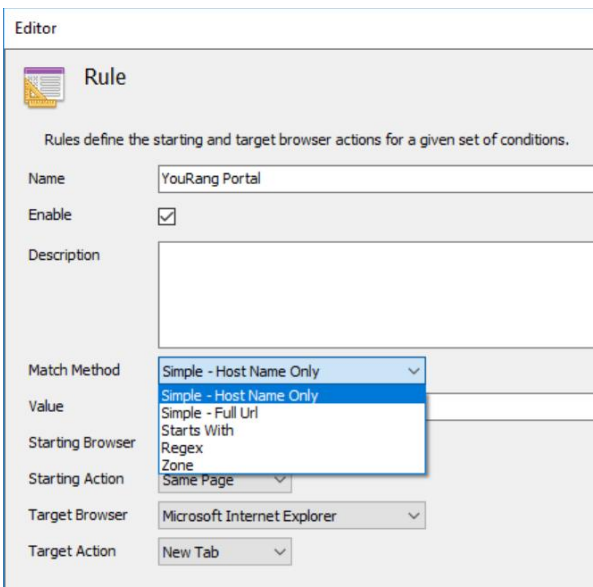 Editor
Rule
Rules define the starting and target browser actions for a given set of conditions.
Name YouRang Portal
Enable
Description
Match Method Simple - Host Name Only
Simple - Host Name Only
Value
Simple - Full Url
Starts With
Starting Browser
Regex
Zone
Starting Action Same Page
Target Browser Microsoft Internet Explorer
Target Action New Tab